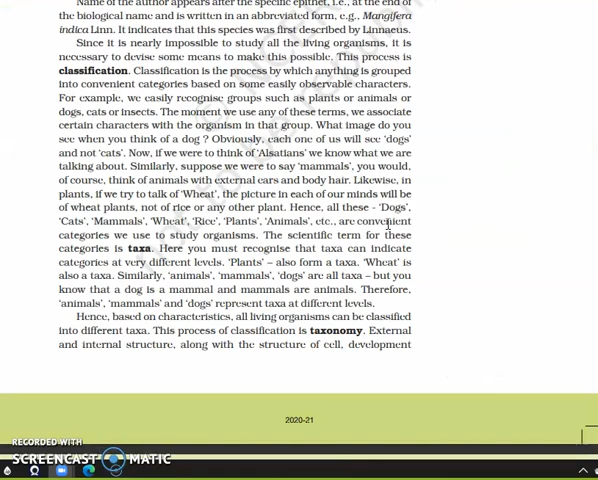 Name of the author appears after the specific epithet, i.e., at the end of
the biological name and is written in an abbreviated form, e.g., Mangifera
indica Linn. It indicates that this species was first described by Linnaeus.
Since it is nearly impossible to study all the living organisms, it is
necessary to devise some means to make this possible. This process is
classification. Classification is the process by which anything is grouped
into convenient categories based on some easily observable characters.
For example, we easily recognise groups such as plants or animals or
dogs, cats or insects. The moment we use any of these terms, we associate
certain characters with the organism in that group. What image do you
see when you think of a dog ? Obviously, each one of us will see ‘dogs’
and not ‘cats’. Now, if we were to think of ‘Alsatians’ we know what we are
talking about. Similarly, suppose we were to say ‘mammals’, you would,
of course, think of animals with external ears and body hair. Likewise, in
plants, if we try to talk of ‘Wheat’, the picture in each of our minds will be
of wheat plants, not of rice or any other plant. Hence, all these - ‘Dogs’,
‘Cats’, ‘Mammals’, ‘Wheat’, ‘Rice’, ‘Plants’, ‘Animals’, etc., are convenient
categories we use to study organisms. The scientific term for these
categories is taxa. Here you must recognise that taxa can indicate
categories at very different levels. ‘Plants’ – also form a taxa. ‘Wheat’ is
also a taxa. Similarly, ‘animals’, ‘mammals’, ‘dogs’ are all taxa – but you
know that a dog is a mammal and mammals are animals. Therefore,
‘animals’, ‘mammals’ and ‘dogs’ represent taxa at different levels.
Hence, based on characteristics, all living organisms can be classified
into different taxa. This process of classification is taxonomy. External
and internal structure, along with the structure of cell, development
2020-21
RECORDED WITH
SCREENCAST MATIC